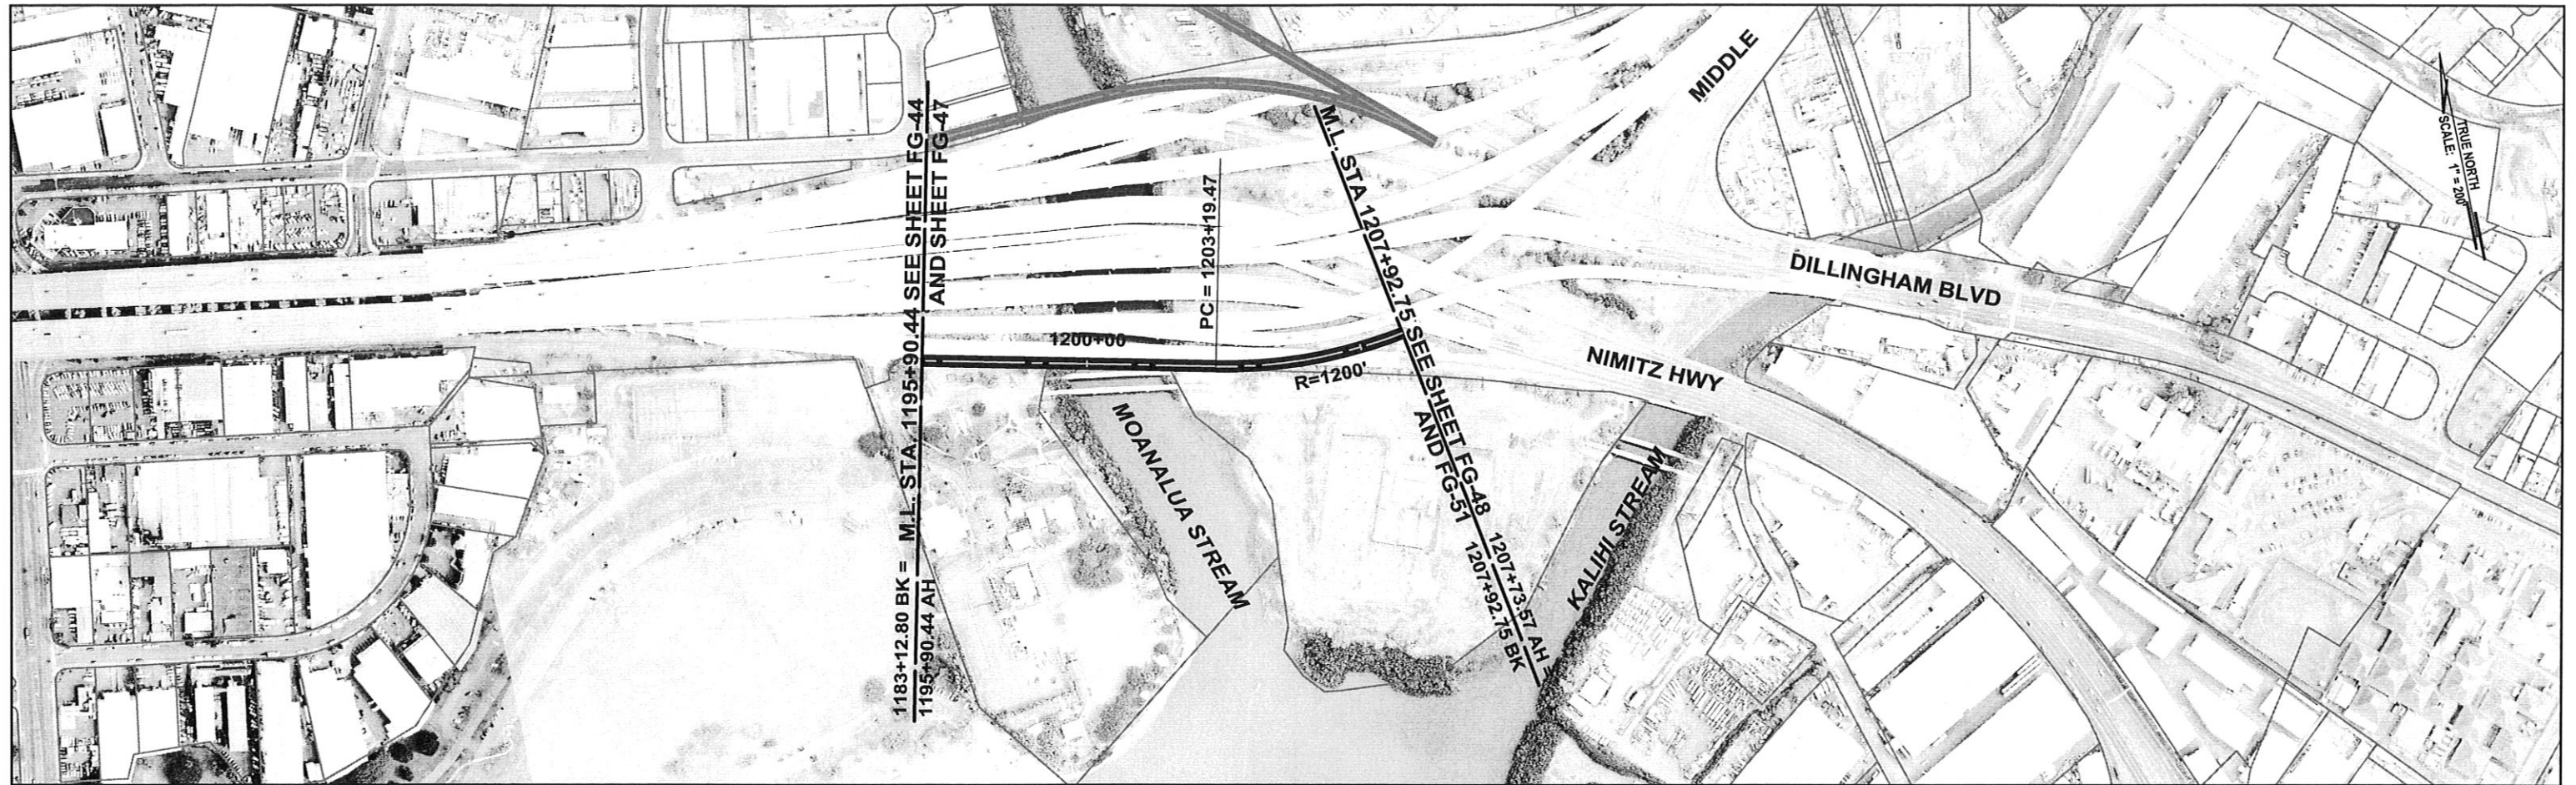 MIDDLE
TRUE NORTH
SCALE: 1" = 200'
M.L. STA. 1195+90.44 SEE SHEET FG-44
AND SHEET FG-47
PC = 1203+19.47
M.L. STA 1207+92.75 SEE SHEET FG-48
AND FG-51
DILLINGHAM BLVD
1200+00
R=1200'
NIMITZ HWY
MOANALUA STREAM
KALIHI STREAM
1183+12.80 BK =
1195+90.44 AH
1207+73.57 AH =
1207+92.75 BK